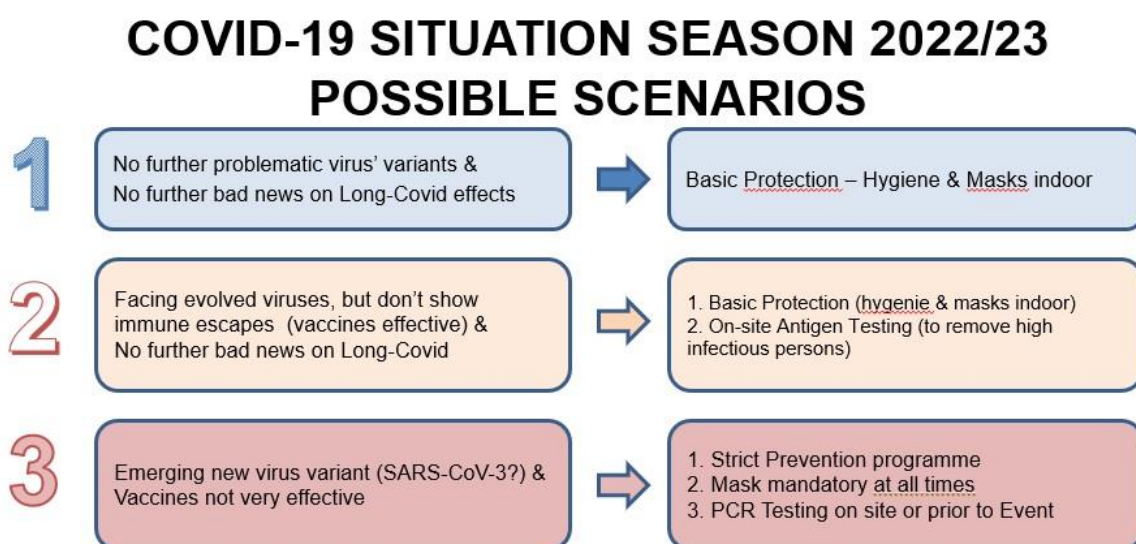 COVID-19 SITUATION SEASON 2022/23
POSSIBLE SCENARIOS
1
No further problematic virus’ variants &
No further bad news on Long-Covid effects
Basic Protection – Hygiene & Masks indoor
2
Facing evolved viruses, but don’t show
immune escapes (vaccines effective) &
No further bad news on Long-Covid
1. Basic Protection (hygenie & masks indoor)
2. On-site Antigen Testing (to remove high
infectious persons)
3
Emerging new virus variant (SARS-CoV-3?) &
Vaccines not very effective
1. Strict Prevention programme
2. Mask mandatory at all times
3. PCR Testing on site or prior to Event